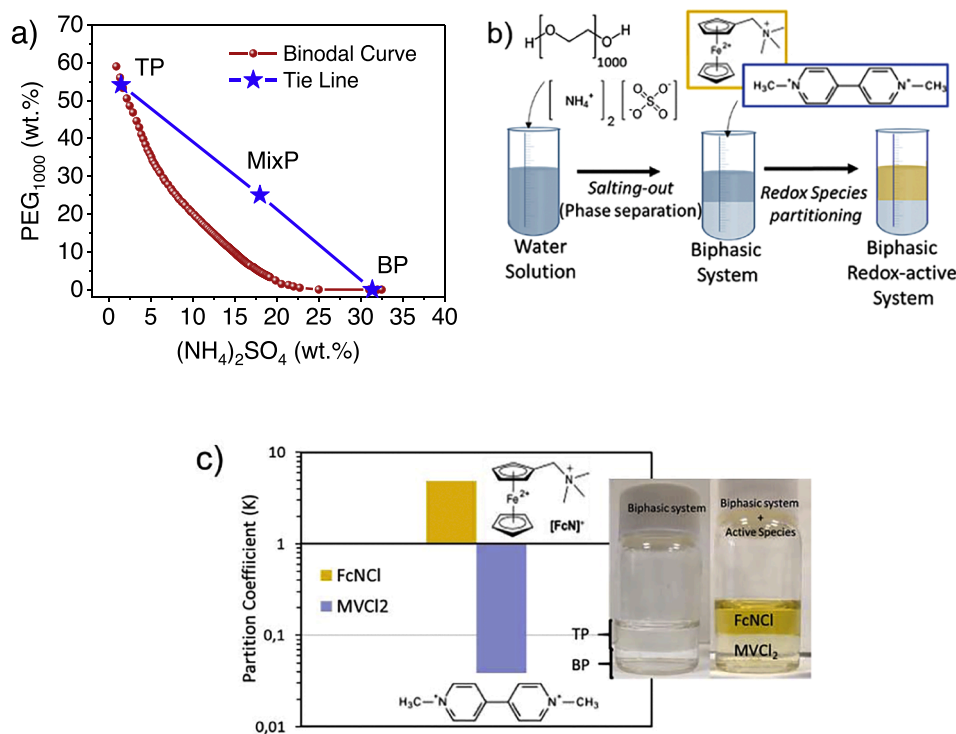 a)
70
60
50
40
30
20
10
0
PEG1000 (wt.%)
TP
MixP
BP
Binodal Curve
Tie Line
0
5
10
15
20
25
30
35
40
(NH4)2SO4 (wt.%)
b)
H
O
O
H
1000
NH4+
2
O
-O
S
O-
O
Fe2+
N+
H3C
N
N
CH3
Salting-out
(Phase separation)
Redox Species
partitioning
Water
Solution
Biphasic
System
Biphasic
Redox-active
System
c)
10
1
0,1
0,01
Partition Coeffiicient (K)
FcNCl
MVCl2
Fe2+
N+
[FcN]+
H3C
N
N
CH3
TP
BP
Biphasic system
Biphasic system
+
Active Species
FcNCl
MVCl2